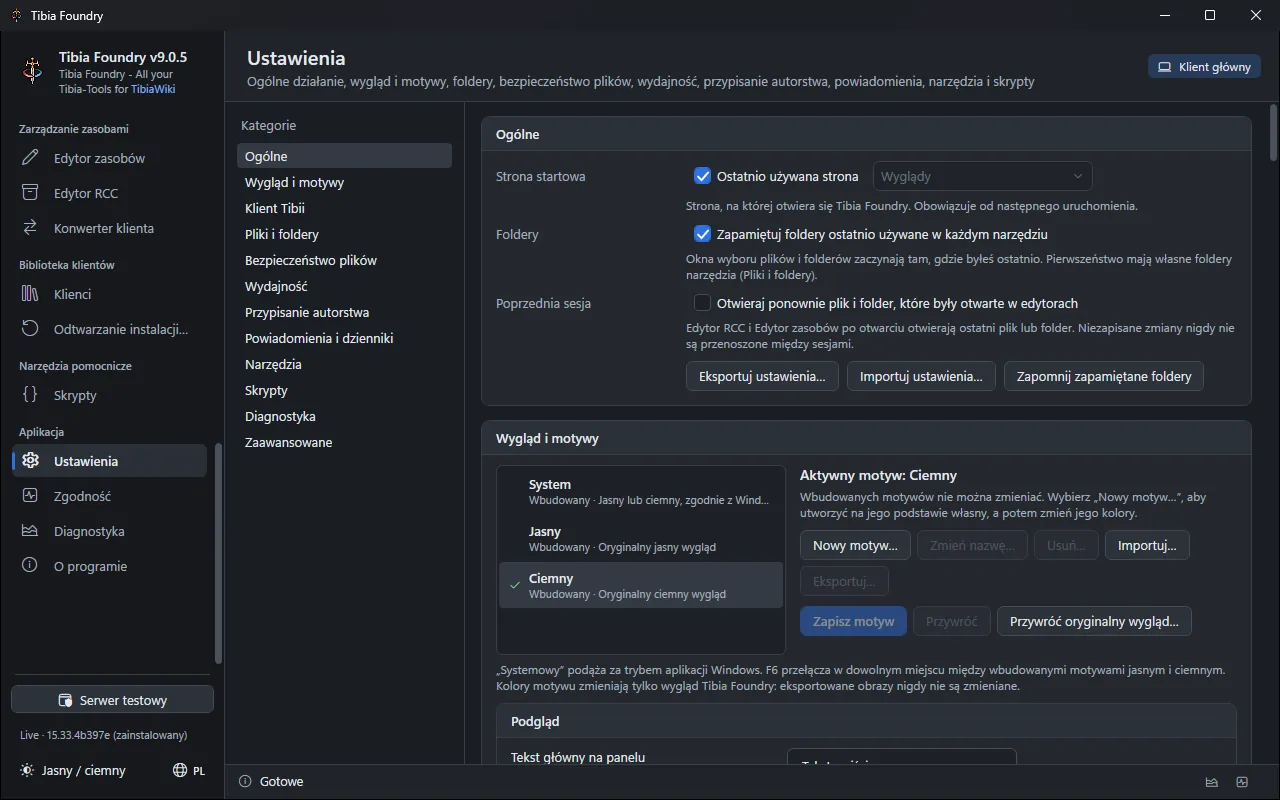 Tibia Foundry
Tibia Foundry v9.0.5
Tibia Foundry - All your
Tibia-Tools for TibiaWiki
Zarządzanie zasobami
Edytor zasobów
Edytor RCC
Konwerter klienta
Biblioteka klientów
Klienci
Odtwarzanie instalacji...
Narzędzia pomocnicze
Skrypty
Aplikacja
Ustawienia
Zgodność
Diagnostyka
O programie
Serwer testowy
Live · 15.33.4b397e (zainstalowany)
Jasny / ciemny
PL
Ustawienia
Ogólne działanie, wygląd i motywy, foldery, bezpieczeństwo plików, wydajność, przypisanie autorstwa, powiadomienia, narzędzia i skrypty
Klient główny
Kategorie
Ogólne
Wygląd i motywy
Klient Tibii
Pliki i foldery
Bezpieczeństwo plików
Wydajność
Przypisanie autorstwa
Powiadomienia i dzienniki
Narzędzia
Skrypty
Diagnostyka
Zaawansowane
Ogólne
Strona startowa
Ostatnio używana strona
Wyglądy
Strona, na której otwiera się Tibia Foundry. Obowiązuje od następnego uruchomienia.
Foldery
Zapamiętuj foldery ostatnio używane w każdym narzędziu
Okna wyboru plików i folderów zaczynają tam, gdzie byłeś ostatnio. Pierwszeństwo mają własne foldery
narzędzia (Pliki i foldery).
Poprzednia sesja
Otwieraj ponownie plik i folder, które były otwarte w edytorach
Edytor RCC i Edytor zasobów po otwarciu otwierają ostatni plik lub folder. Niezapisane zmiany nigdy nie
są przenoszone między sesjami.
Eksportuj ustawienia...
Importuj ustawienia...
Zapomnij zapamiętane foldery
Wygląd i motywy
System
Wbudowany · Jasny lub ciemny, zgodnie z Wind...
Jasny
Wbudowany · Oryginalny jasny wygląd
Ciemny
Wbudowany · Oryginalny ciemny wygląd
Aktywny motyw: Ciemny
Wbudowanych motywów nie można zmieniać. Wybierz „Nowy motyw...", aby
utworzyć na jego podstawie własny, a potem zmień jego kolory.
Nowy motyw...
Zmień nazwę...
Usuń...
Importuj...
Eksportuj...
Zapisz motyw
Przywróć
Przywróć oryginalny wygląd...
„Systemowy" podąża za trybem aplikacji Windows. F6 przełącza w dowolnym miejscu między wbudowanymi motywami jasnym i ciemnym.
Kolory motywu zmieniają tylko wygląd Tibia Foundry: eksportowane obrazy nigdy nie są zmieniane.
Podgląd
Tekst główny na panelu
Gotowe